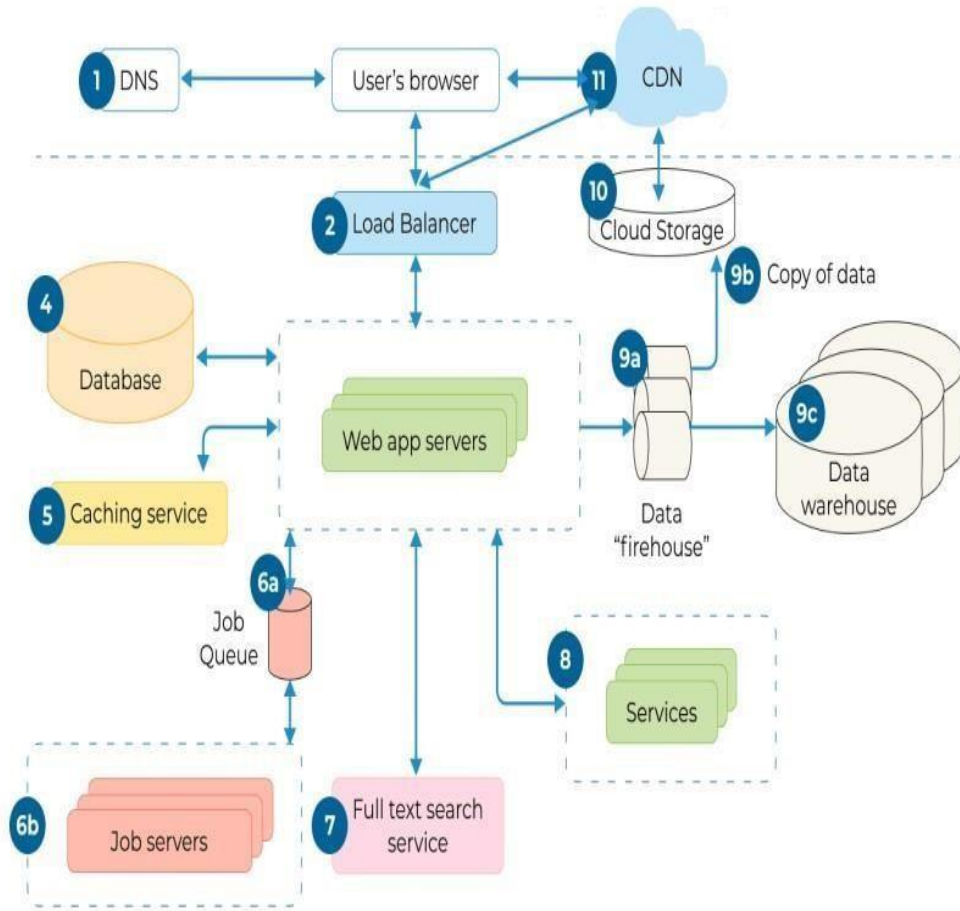 1 DNS
User's browser
11 CDN
2 Load Balancer
10
Cloud Storage
9b Copy of data
4
Database
9a
9c
Data
warehouse
Web app servers
5 Caching service
Data
"firehouse"
6a
Job
Queue
8
Services
6b
Job servers
7
Full text search
service